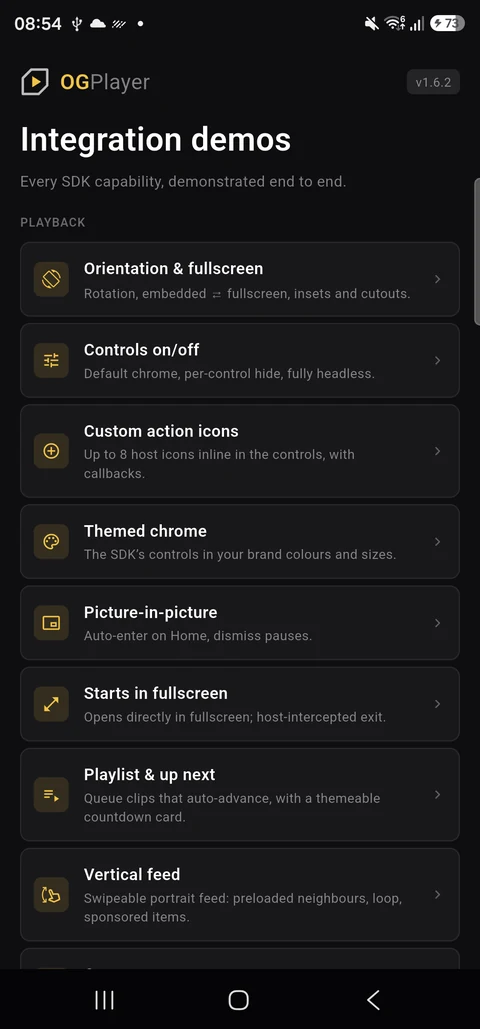 08:54
6
73
OGPlayer
v1.6.2
Integration demos
Every SDK capability, demonstrated end to end.
PLAYBACK
Orientation & fullscreen
Rotation, embedded ⇄ fullscreen, insets and cutouts.
Controls on/off
Default chrome, per-control hide, fully headless.
Custom action icons
Up to 8 host icons inline in the controls, with
callbacks.
Themed chrome
The SDK's controls in your brand colours and sizes.
Picture-in-picture
Auto-enter on Home, dismiss pauses.
Starts in fullscreen
Opens directly in fullscreen; host-intercepted exit.
Playlist & up next
Queue clips that auto-advance, with a themeable
countdown card.
Vertical feed
Swipeable portrait feed: preloaded neighbours, loop,
sponsored items.